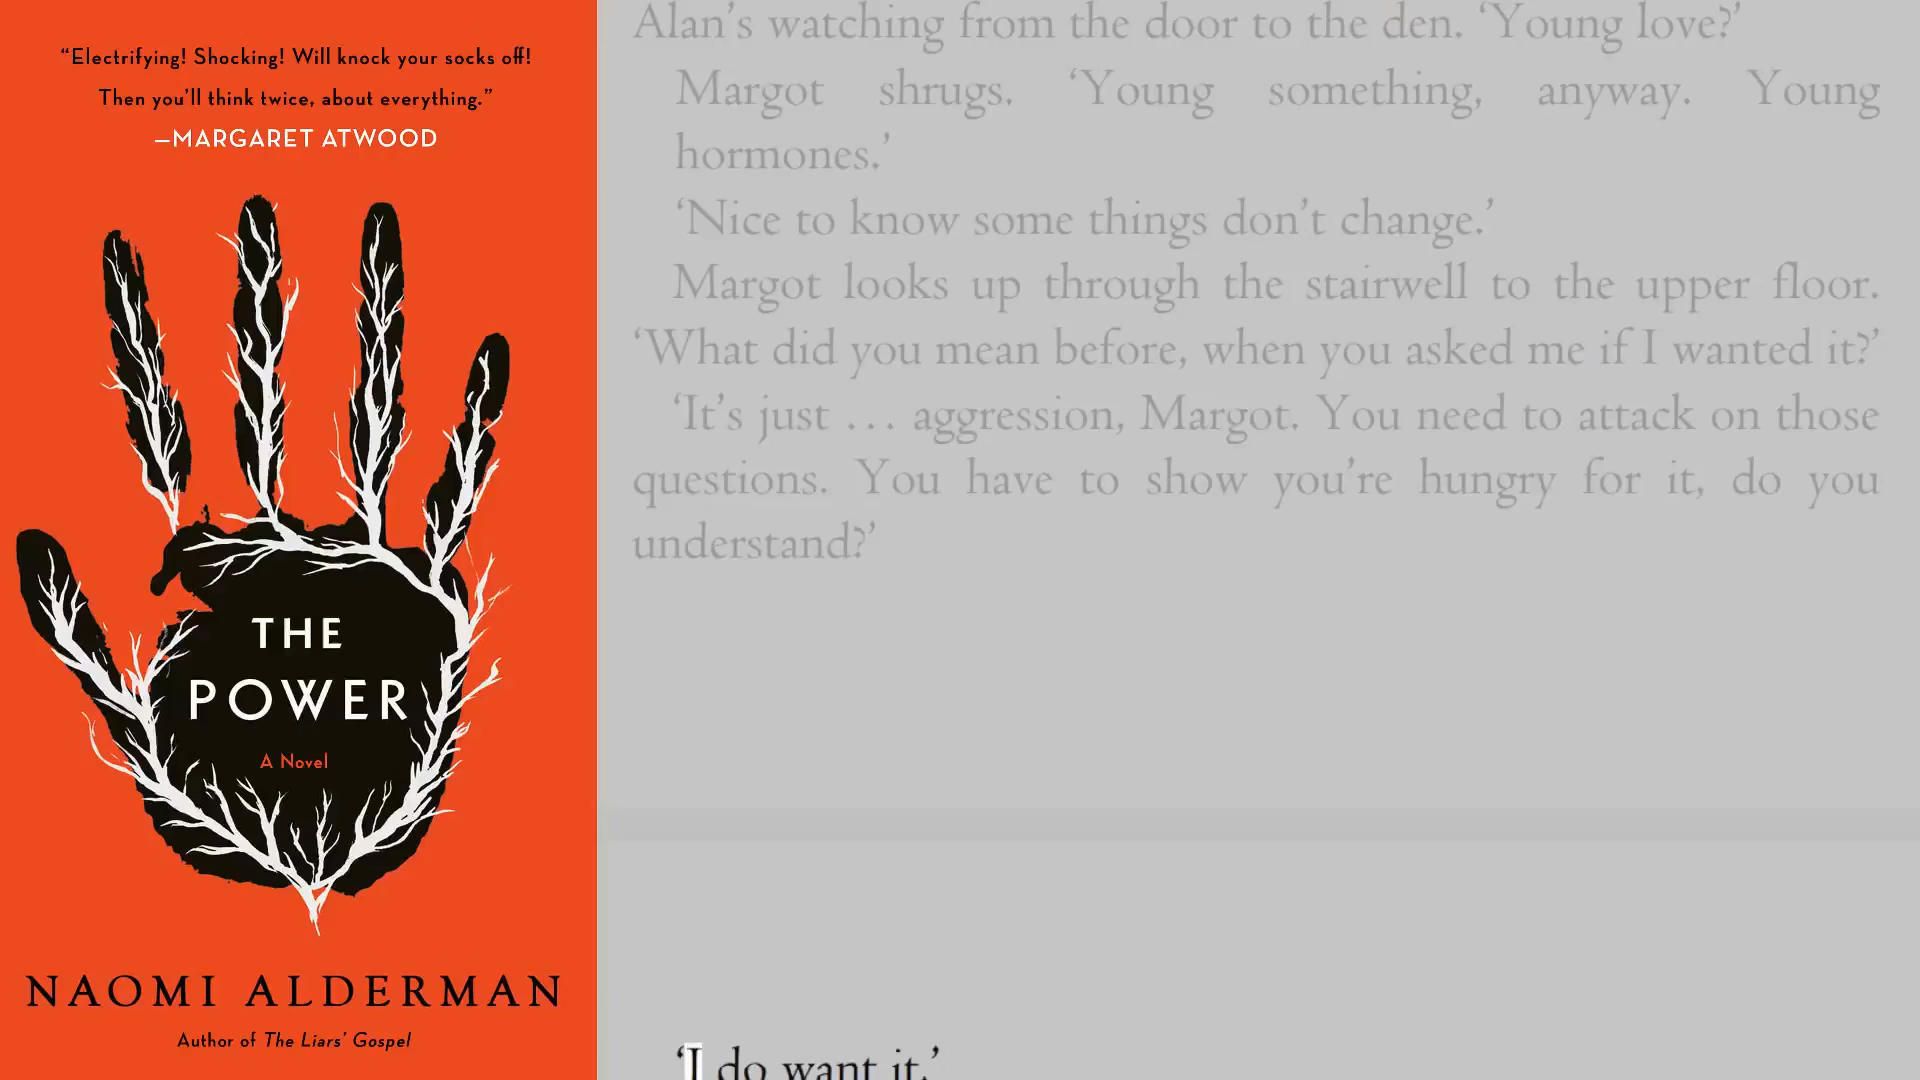 “Electrifying! Shocking! Will knock your socks off!
Then you’ll think twice, about everything.”
—MARGARET ATWOOD
THE
POWER
A Novel
NAOMI ALDERMAN
Author of The Liars’ Gospel
Alan’s watching from the door to the den. ‘Young love?’
Margot shrugs. ‘Young something, anyway. Young
hormones.’
‘Nice to know some things don’t change.’
Margot looks up through the stairwell to the upper floor.
‘What did you mean before, when you asked me if I wanted it?’
‘It’s just … aggression, Margot. You need to attack on those
questions. You have to show you’re hungry for it, do you
understand?’
‘I do want it.’